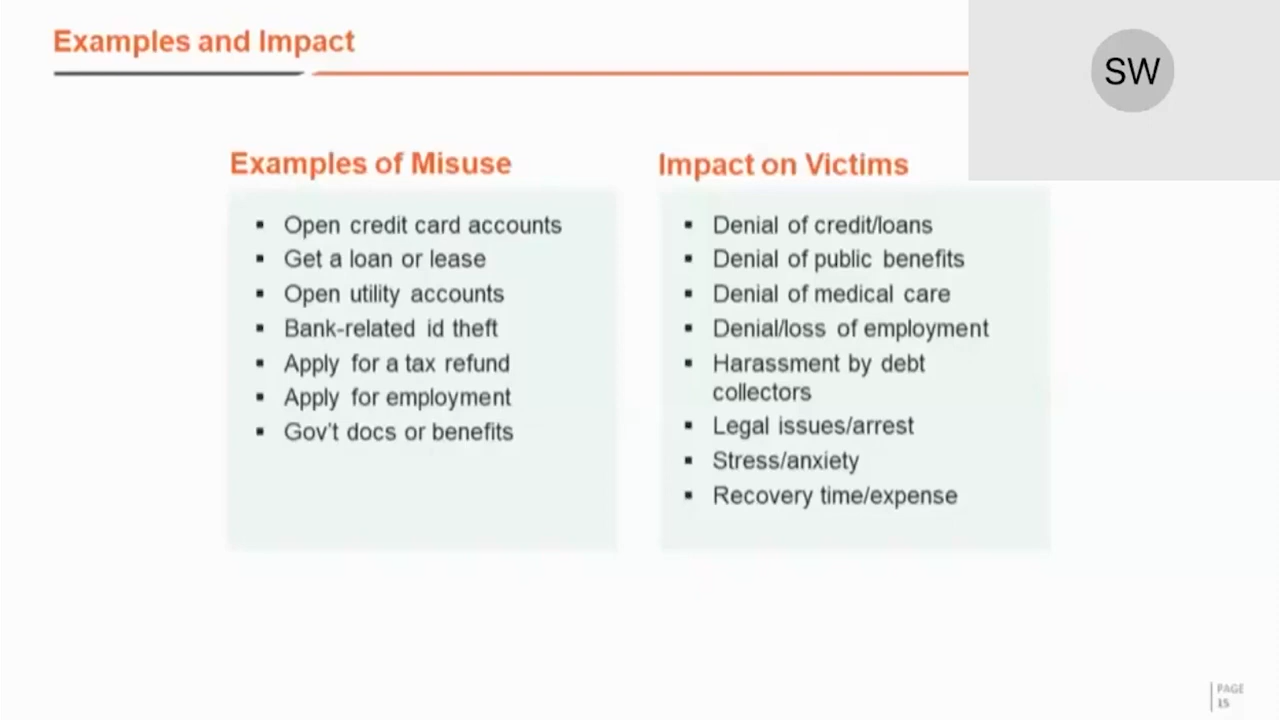 Examples and Impact
SW
Examples of Misuse
▪ Open credit card accounts
▪ Get a loan or lease
▪ Open utility accounts
▪ Bank-related id theft
▪ Apply for a tax refund
▪ Apply for employment
▪ Gov't docs or benefits
Impact on Victims
▪ Denial of credit/loans
▪ Denial of public benefits
▪ Denial of medical care
▪ Denial/loss of employment
▪ Harassment by debt
collectors
▪ Legal issues/arrest
▪ Stress/anxiety
▪ Recovery time/expense
PAGE
15